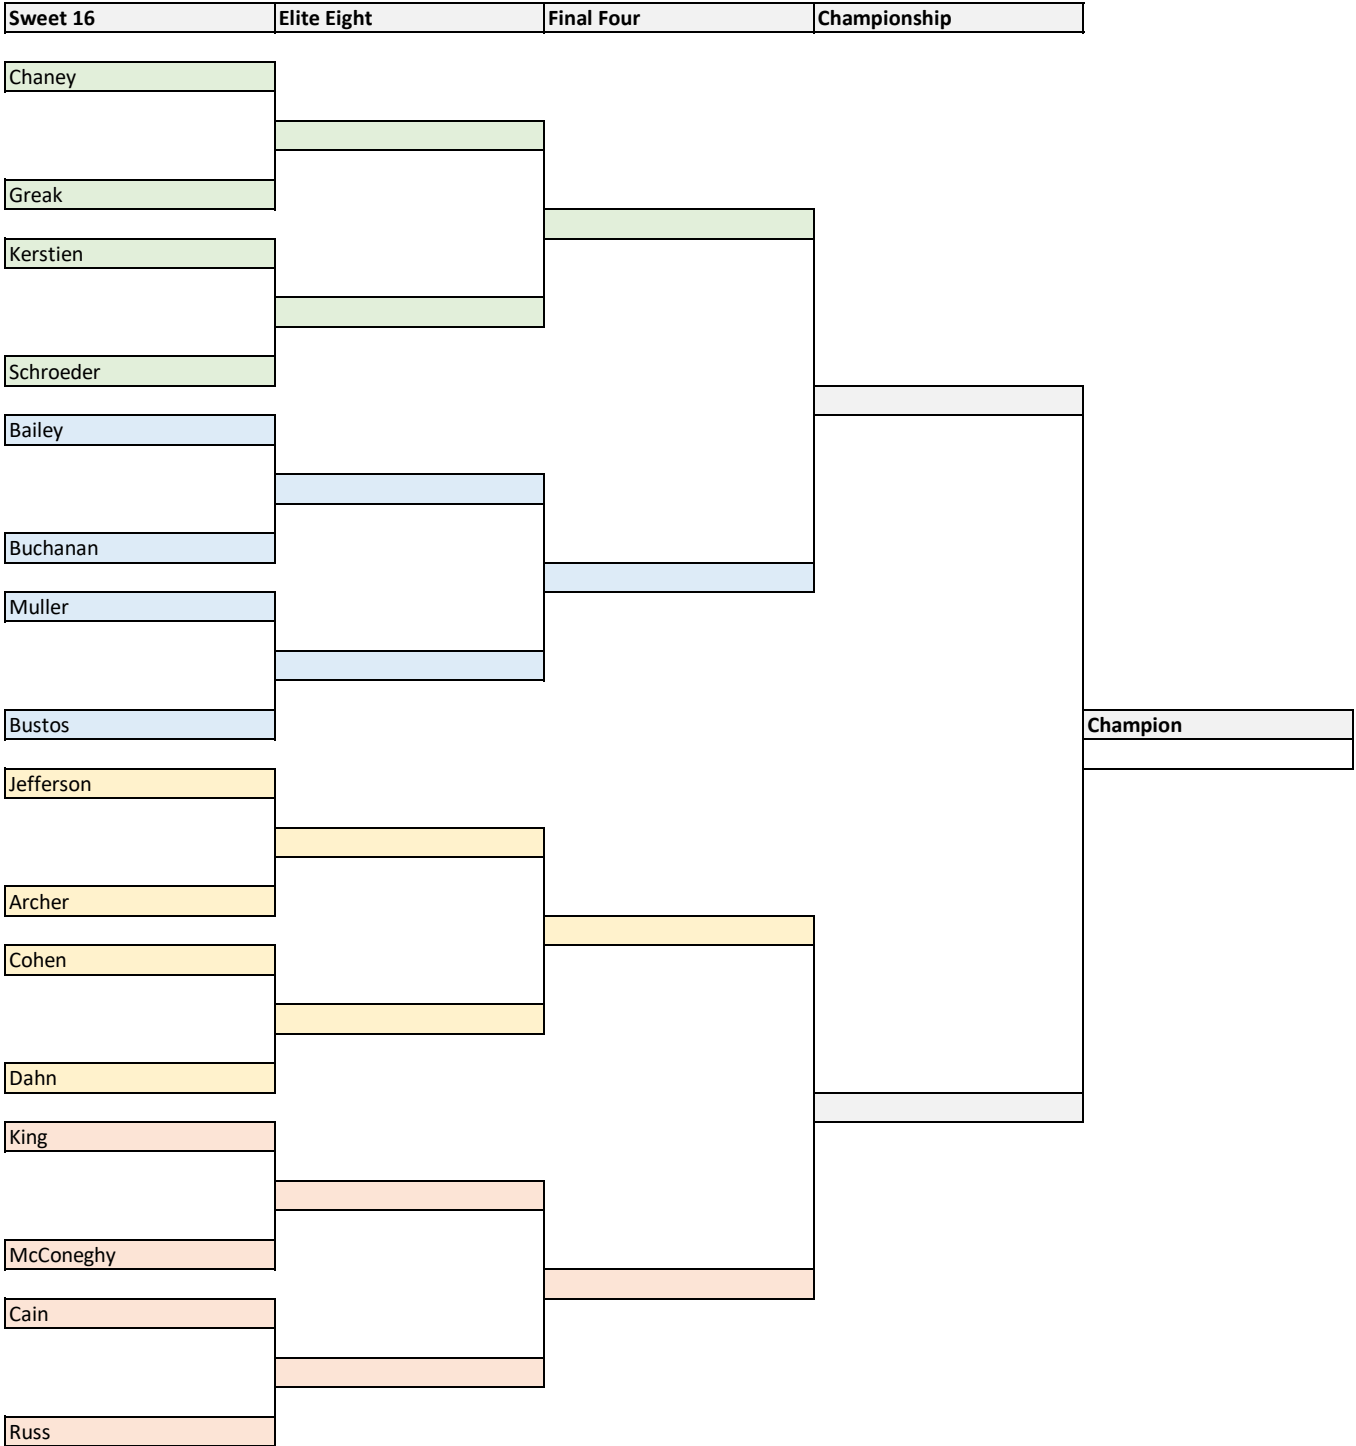 Sweet 16 Elite Eight Final Four Championship
Chaney
Greak
Kerstien
Schroeder
Bailey
Buchanan
Muller
Bustos
Champion
Jefferson
Archer
Cohen
Dahn
King
McConeghy
Cain
Russ